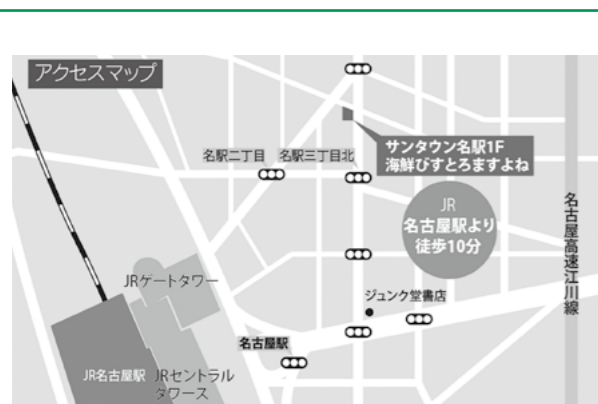 アクセスマップ
名駅二丁目
名駅三丁目北
サンタウン名駅1F
海鮮びすとろますよね
JR
名古屋駅より
徒歩10分
名古屋高速江川線
JRゲートタワー
ジュンク堂書店
名古屋駅
JR名古屋駅
JRセントラル
タワーズ